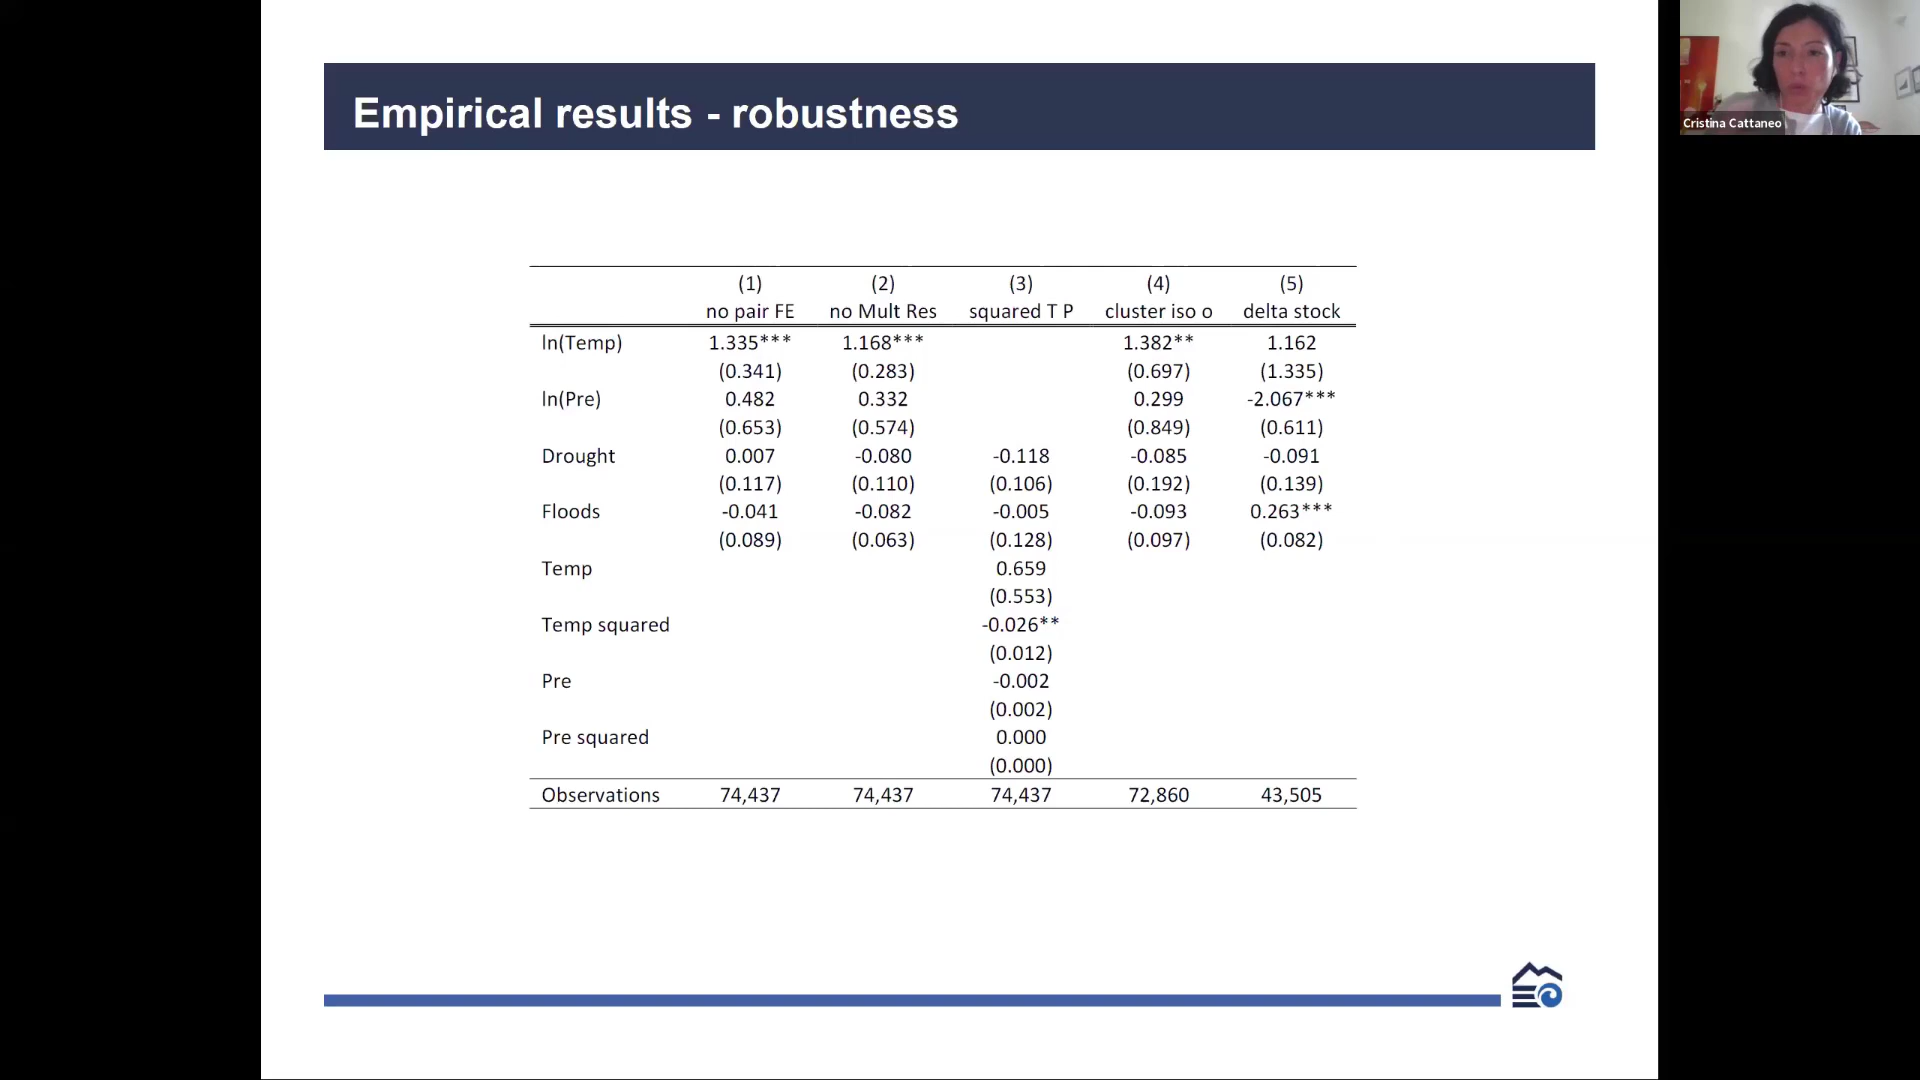 Empirical results - robustness
Cristina Cattaneo
(1) (2) (3) (4) (5)
no pair FE no Mult Res squared T P cluster iso o delta stock
ln(Temp) 1.335*** 1.168*** 1.382** 1.162
(0.341) (0.283) (0.697) (1.335)
ln(Pre) 0.482 0.332 0.299 -2.067***
(0.653) (0.574) (0.849) (0.611)
Drought 0.007 -0.080 -0.118 -0.085 -0.091
(0.117) (0.110) (0.106) (0.192) (0.139)
Floods -0.041 -0.082 -0.005 -0.093 0.263***
(0.089) (0.063) (0.128) (0.097) (0.082)
Temp 0.659
(0.553)
Temp squared -0.026**
(0.012)
Pre -0.002
(0.002)
Pre squared 0.000
(0.000)
Observations 74,437 74,437 74,437 72,860 43,505